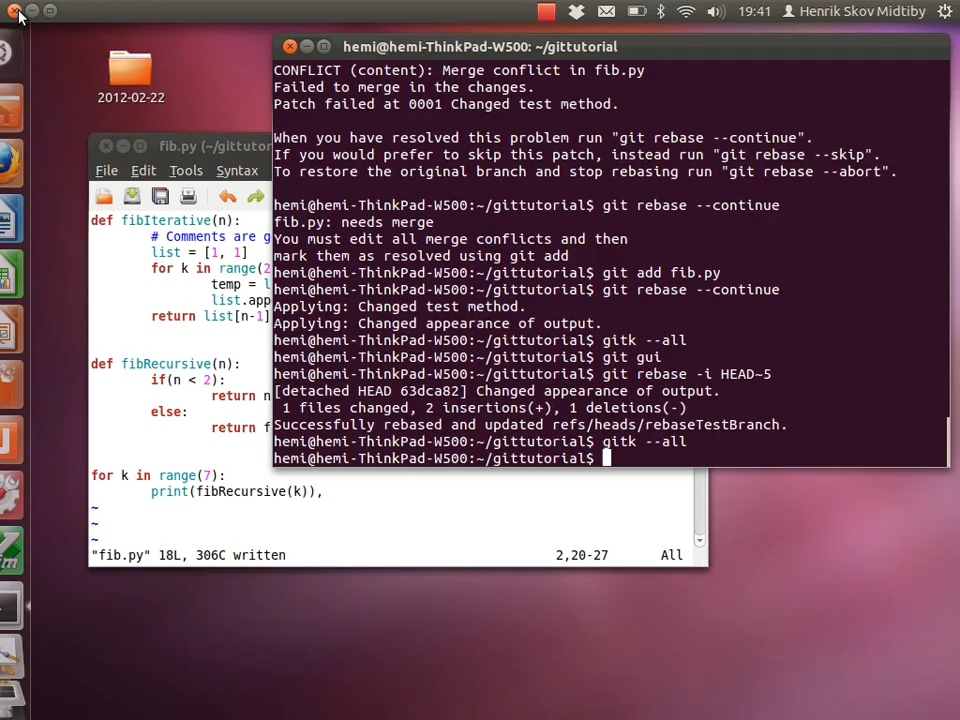 19:41 Henrik Skov Midtiby
2012-02-22
hemi@hemi-ThinkPad-W500: ~/gittutorial
CONFLICT (content): Merge conflict in fib.py
Failed to merge in the changes.
Patch failed at 0001 Changed test method.
When you have resolved this problem run "git rebase --continue".
If you would prefer to skip this patch, instead run "git rebase --skip".
To restore the original branch and stop rebasing run "git rebase --abort".
hemi@hemi-ThinkPad-W500:~/gittutorial$ git rebase --continue
fib.py: needs merge
You must edit all merge conflicts and then
mark them as resolved using git add
hemi@hemi-ThinkPad-W500:~/gittutorial$ git add fib.py
hemi@hemi-ThinkPad-W500:~/gittutorial$ git rebase --continue
Applying: Changed test method.
Applying: Changed appearance of output.
hemi@hemi-ThinkPad-W500:~/gittutorial$ gitk --all
hemi@hemi-ThinkPad-W500:~/gittutorial$ git gui
hemi@hemi-ThinkPad-W500:~/gittutorial$ git rebase -i HEAD~5
[detached HEAD 63dca82] Changed appearance of output.
1 files changed, 2 insertions(+), 1 deletions(-)
Successfully rebased and updated refs/heads/rebaseTestBranch.
hemi@hemi-ThinkPad-W500:~/gittutorial$ gitk --all
hemi@hemi-ThinkPad-W500:~/gittutorial$
fib.py (~/gittutor
File Edit Tools Syntax
def fibIterative(n):
# Comments are g
list = [1, 1]
for k in range(2
temp = l
list.app
return list[n-1]
def fibRecursive(n):
if(n < 2):
return n
else:
return f
for k in range(7):
print(fibRecursive(k)),
~
~
~
"fib.py" 18L, 306C written 2,20-27 All